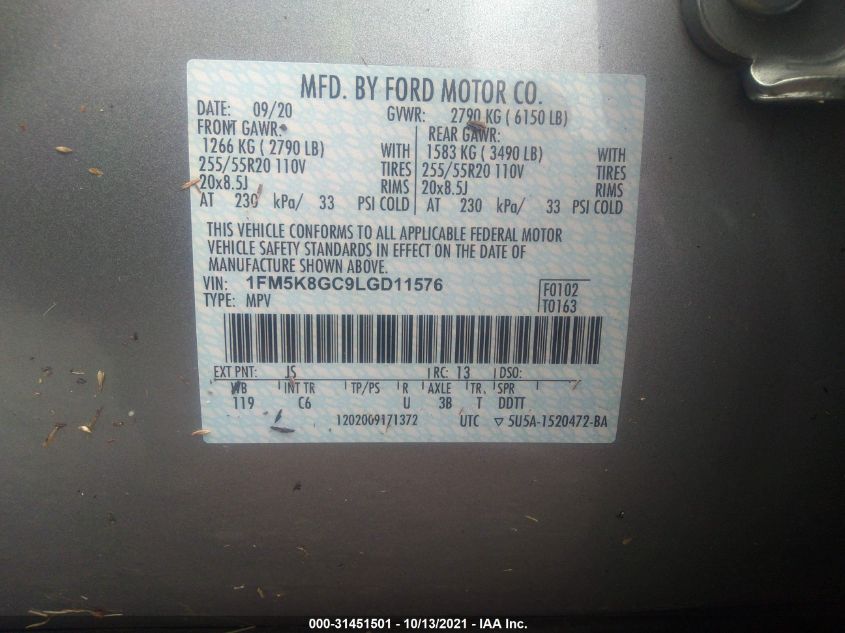 MFD. BY FORD MOTOR CO.
DATE: 09/20 GVWR: 2790 KG ( 6150 LB)
FRONT GAWR: REAR GAWR:
1266 KG ( 2790 LB) WITH 1583 KG ( 3490 LB) WITH
255/55R20 110V TIRES 255/55R20 110V TIRES
20x8.5J RIMS 20x8.5J RIMS
AT 230 kPa/ 33 PSI COLD AT 230 kPa/ 33 PSI COLD
THIS VEHICLE CONFORMS TO ALL APPLICABLE FEDERAL MOTOR
VEHICLE SAFETY STANDARDS IN EFFECT ON THE DATE OF
MANUFACTURE SHOWN ABOVE.
VIN: 1FM5K8GC9LGD11576 F0102
TYPE: MPV T0163
EXT PNT: JS RC: 13 DSO:
WB INT TR TP/PS R AXLE TR. SPR
119 C6 U 3B T DDTT
1202009171372 UTC ▽ 5U5A-1520472-BA
000-31451501 - 10/13/2021 - IAA Inc.